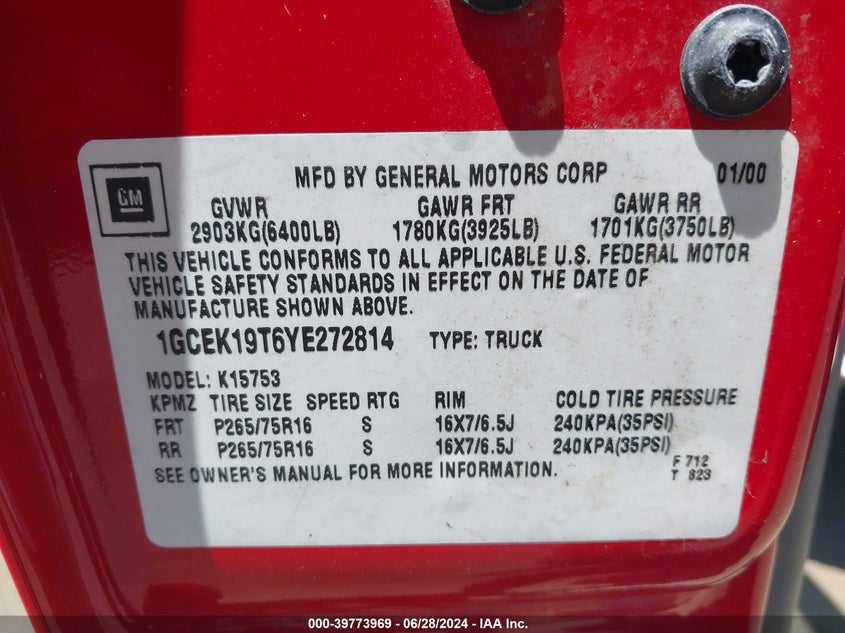 MFD BY GENERAL MOTORS CORP 01/00
GM
GVWR GAWR FRT GAWR RR
2903KG(6400LB) 1780KG(3925LB) 1701KG(3750LB)
THIS VEHICLE CONFORMS TO ALL APPLICABLE U.S. FEDERAL MOTOR
VEHICLE SAFETY STANDARDS IN EFFECT ON THE DATE OF
MANUFACTURE SHOWN ABOVE.
1GCEK19T6YE272814 TYPE: TRUCK
MODEL: K15753
KPMZ TIRE SIZE SPEED RTG RIM COLD TIRE PRESSURE
FRT P265/75R16 S 16X7/6.5J 240KPA(35PSI)
RR P265/75R16 S 16X7/6.5J 240KPA(35PSI)
SEE OWNER'S MANUAL FOR MORE INFORMATION.
F 712
T 823
000-39773969 - 06/28/2024 - IAA Inc.